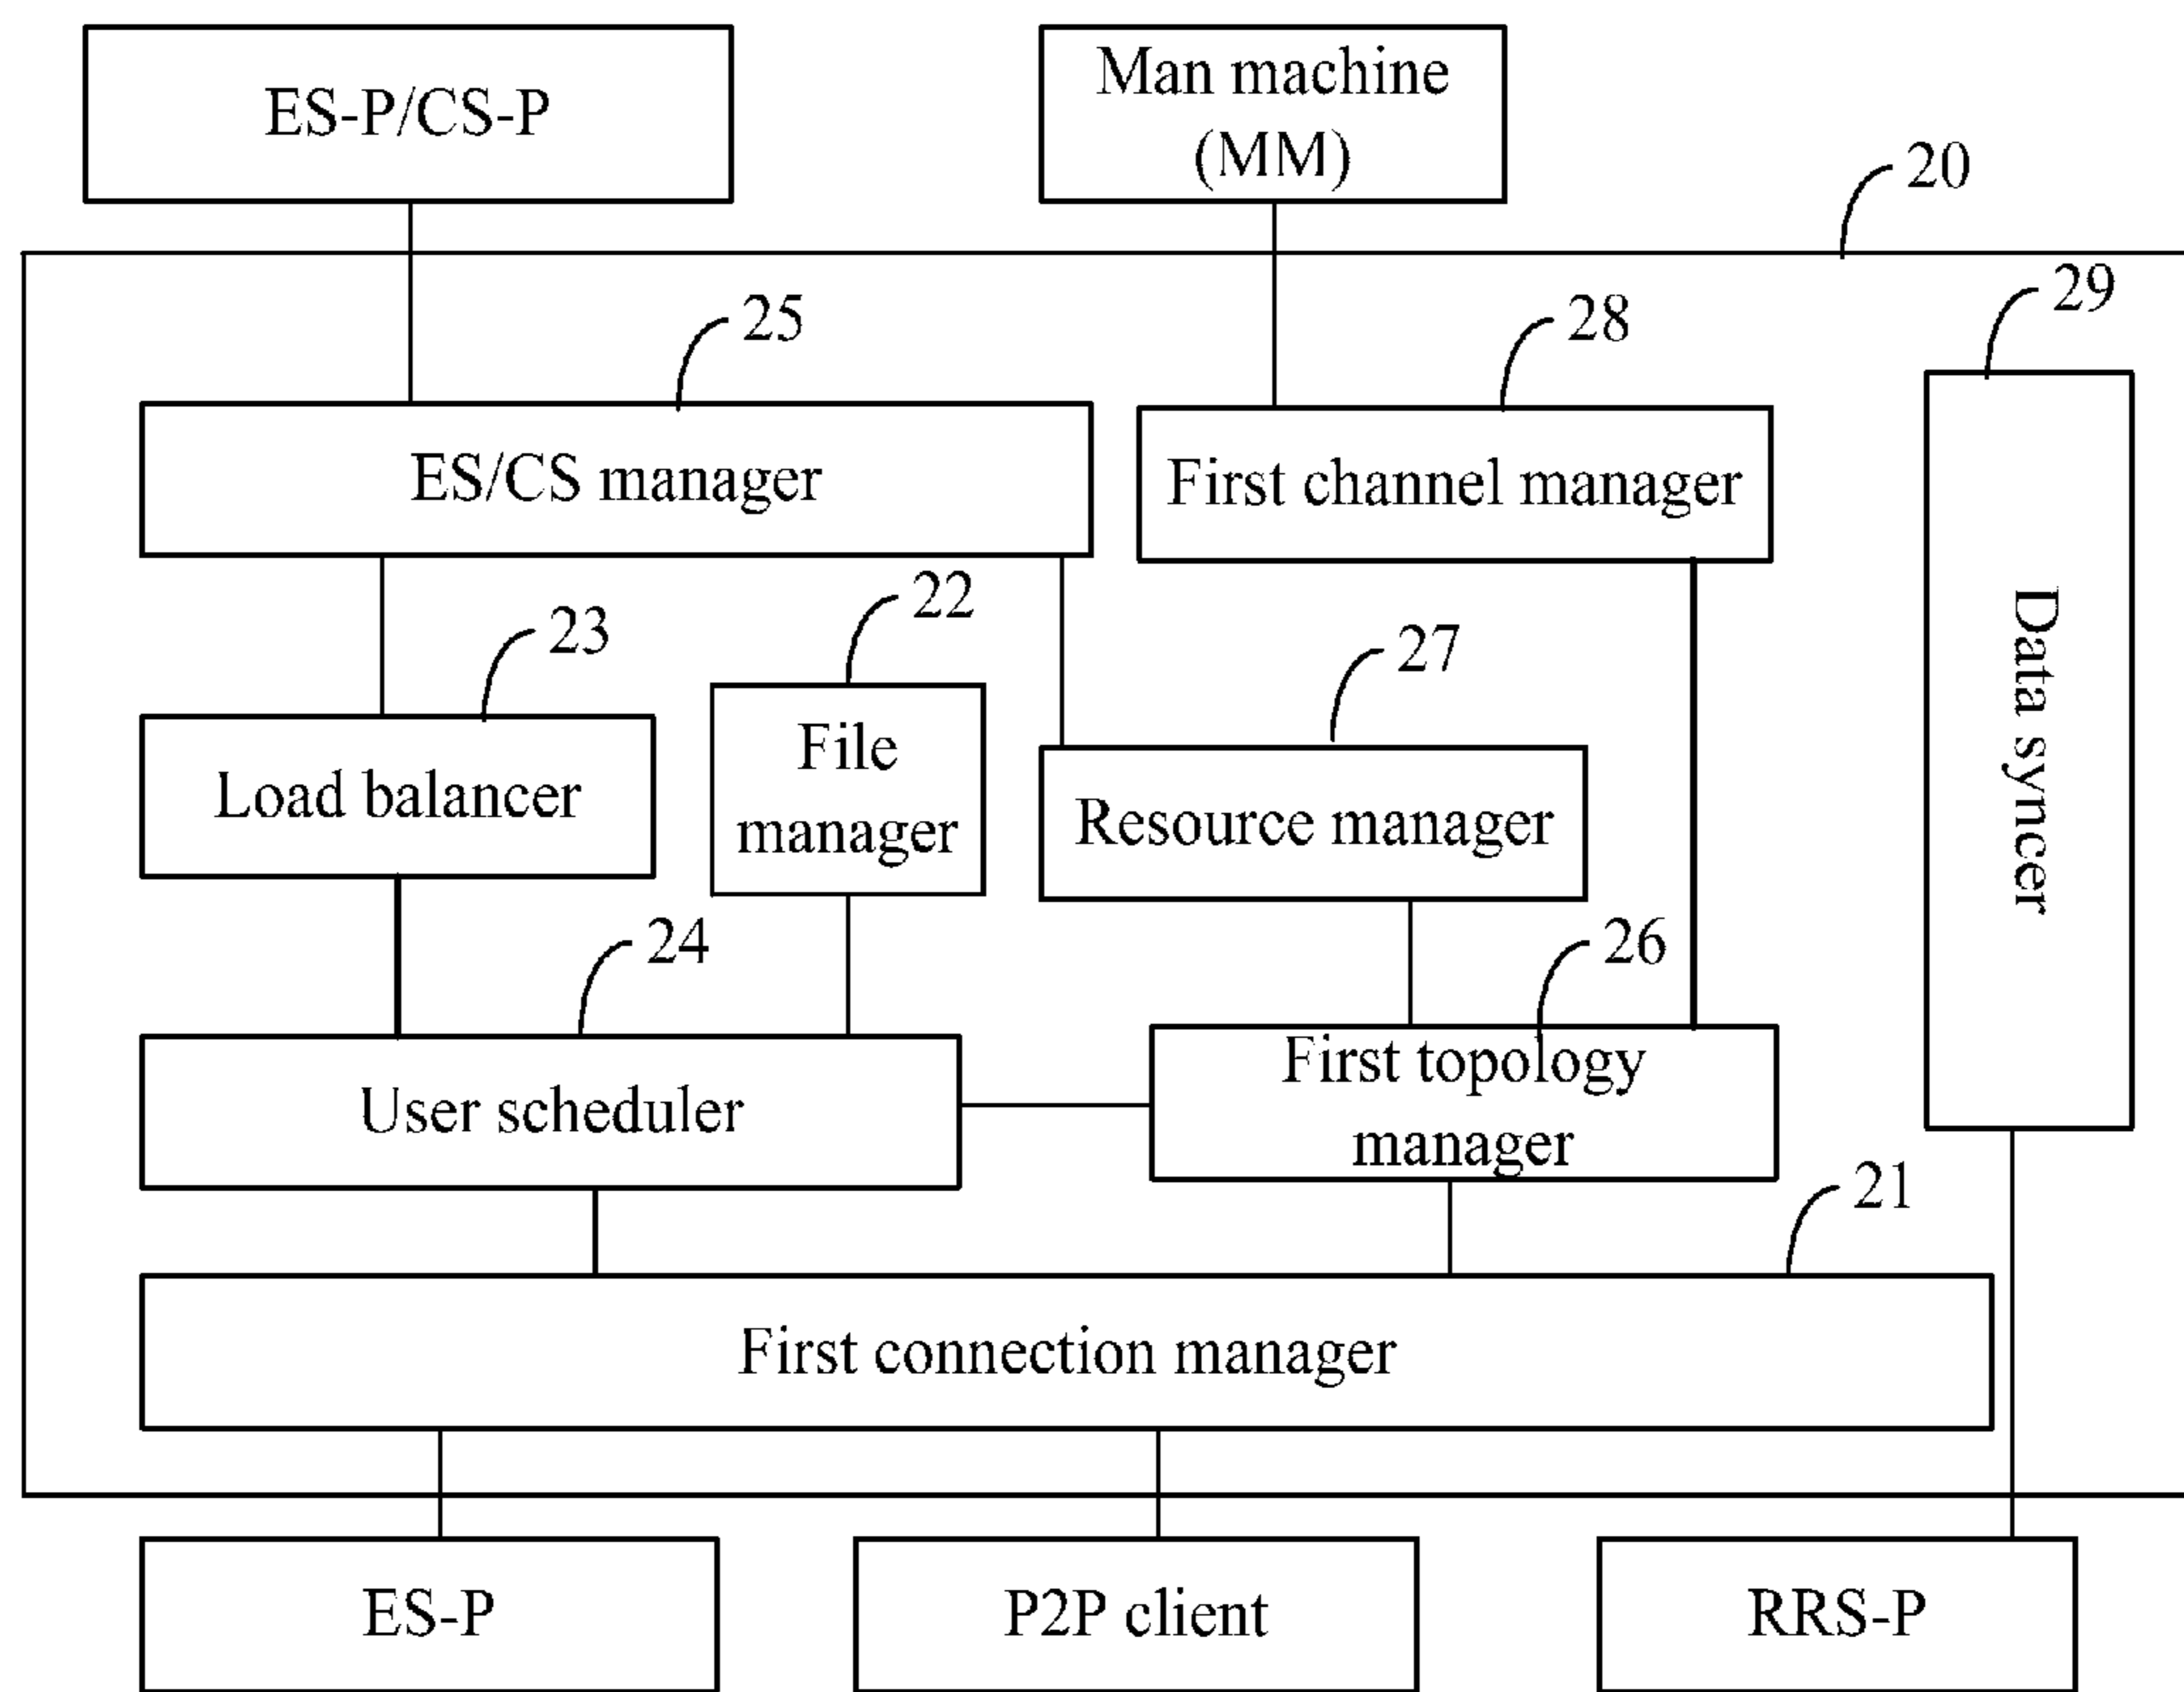 ES-P/CS-P
Man machine
(MM)
20
25
28
29
ES/CS manager
First channel manager
23
22
27
Load balancer
File
manager
Resource manager
Data syncer
24
26
User scheduler
First topology
manager
21
First connection manager
ES-P
P2P client
RRS-P